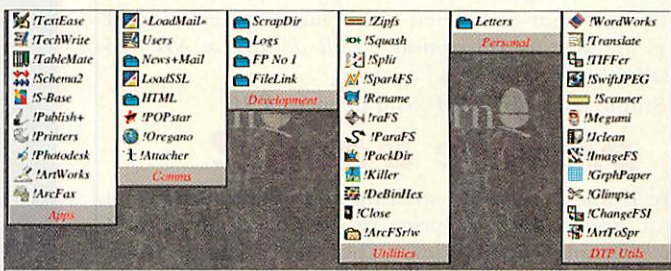 !TextEase
!TechWrite
!TableMate
!Schema2
!S-Base
!Publish+
!Printers
!Photodesk
!ArtWorks
!ArcFax
Apps
«LoadMail»
Users
News+Mail
LoadSSL
HTML
!POPstar
!Oregano
!Attacher
Comms
ScrapDir
Logs
FP No 1
FileLink
Development
!Zipfs
!Squash
!Split
!SparkFS
!Rename
!raFS
!ParaFS
!PackDir
!Killer
!DeBinHex
!Close
!ArcFSr/w
Utilities
Letters
Personal
!WordWorks
!Translate
!TIFFer
!SwiftJPEG
!Scanner
!Megumi
!Jclean
!ImageFS
!GrphPaper
!Glimpse
!ChangeFSI
!ArtToSpr
DTP Utils